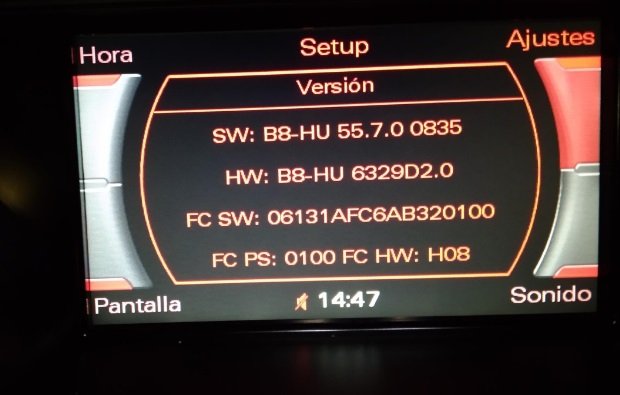 Hora Setup Ajustes
Versión
SW: B8-HU 55.7.0 0835
HW: B8-HU 6329D2.0
FC SW: 06131AFC6AB320100
FC PS: 0100 FC HW: H08
Pantalla 14:47 Sonido